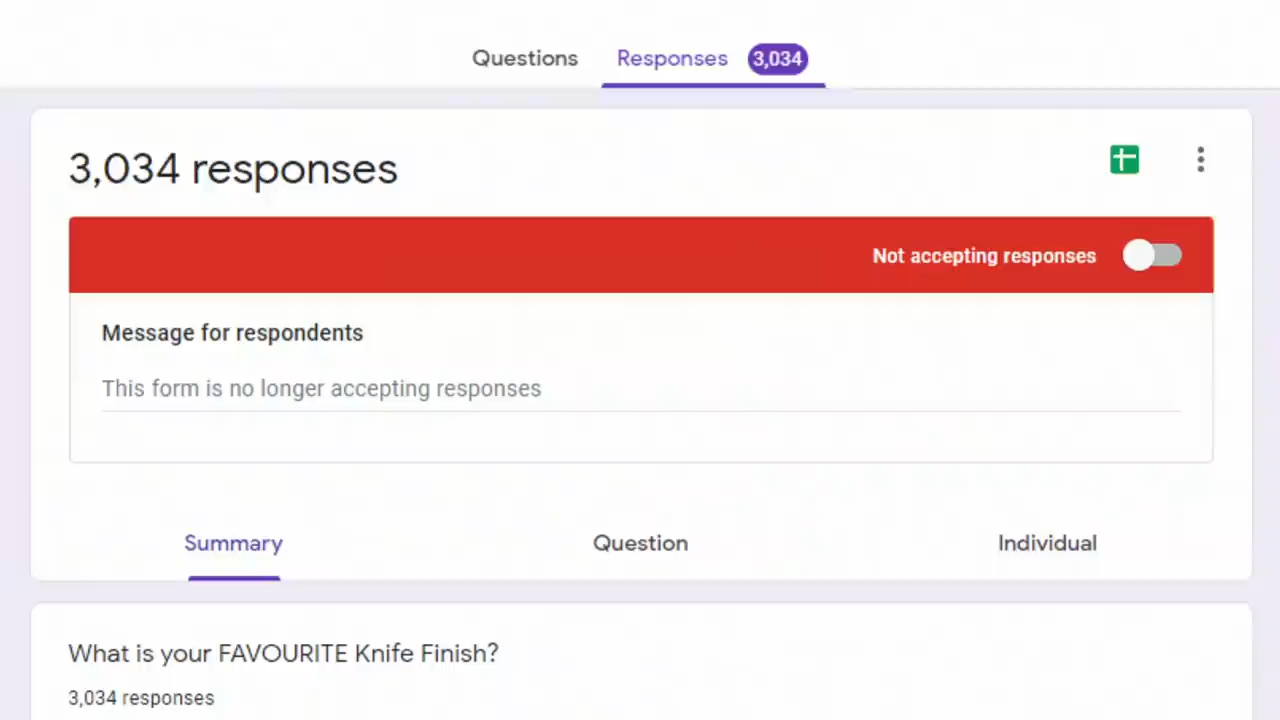 Questions Responses 3,034
3,034 responses
Not accepting responses
Message for respondents
This form is no longer accepting responses
Summary Question Individual
What is your FAVOURITE Knife Finish?
3,034 responses